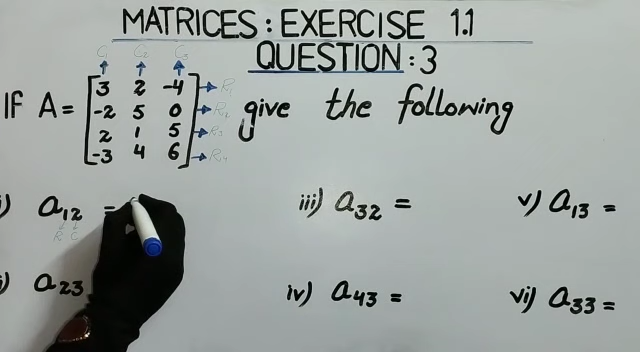 MATRICES : EXERCISE 1.1
QUESTION : 3
C1 C2 C3
IF A = [3 2 -4 → R1 give the following
-2 5 0 → R2
2 1 5 → R3
-3 4 6] → R4
i) a12 = iii) a32 = v) a13 =
R C
a23 iv) a43 = vi) a33 =